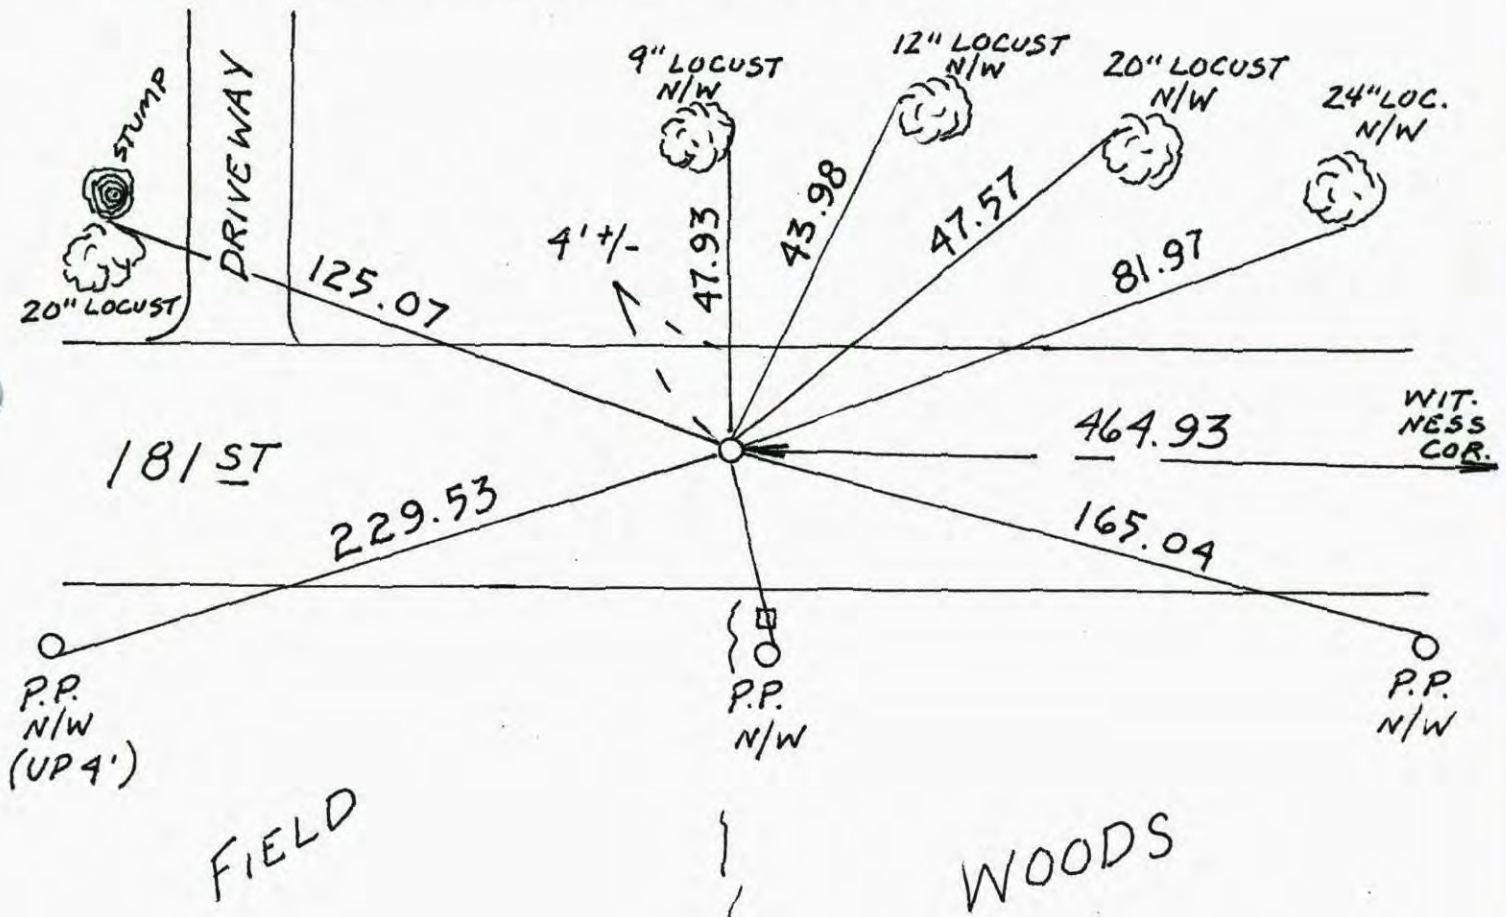 STUMP
DRIVEWAY
9" LOCUST
N/W
12" LOCUST
N/W
20" LOCUST
N/W
24" LOC.
N/W
20" LOCUST
125.07
4' +/-
47.93
43.98
47.57
81.97
181 ST
464.93
WIT.
NESS
COR.
229.53
165.04
P.P.
N/W
(UP 4')
P.P.
N/W
P.P.
N/W
FIELD
WOODS